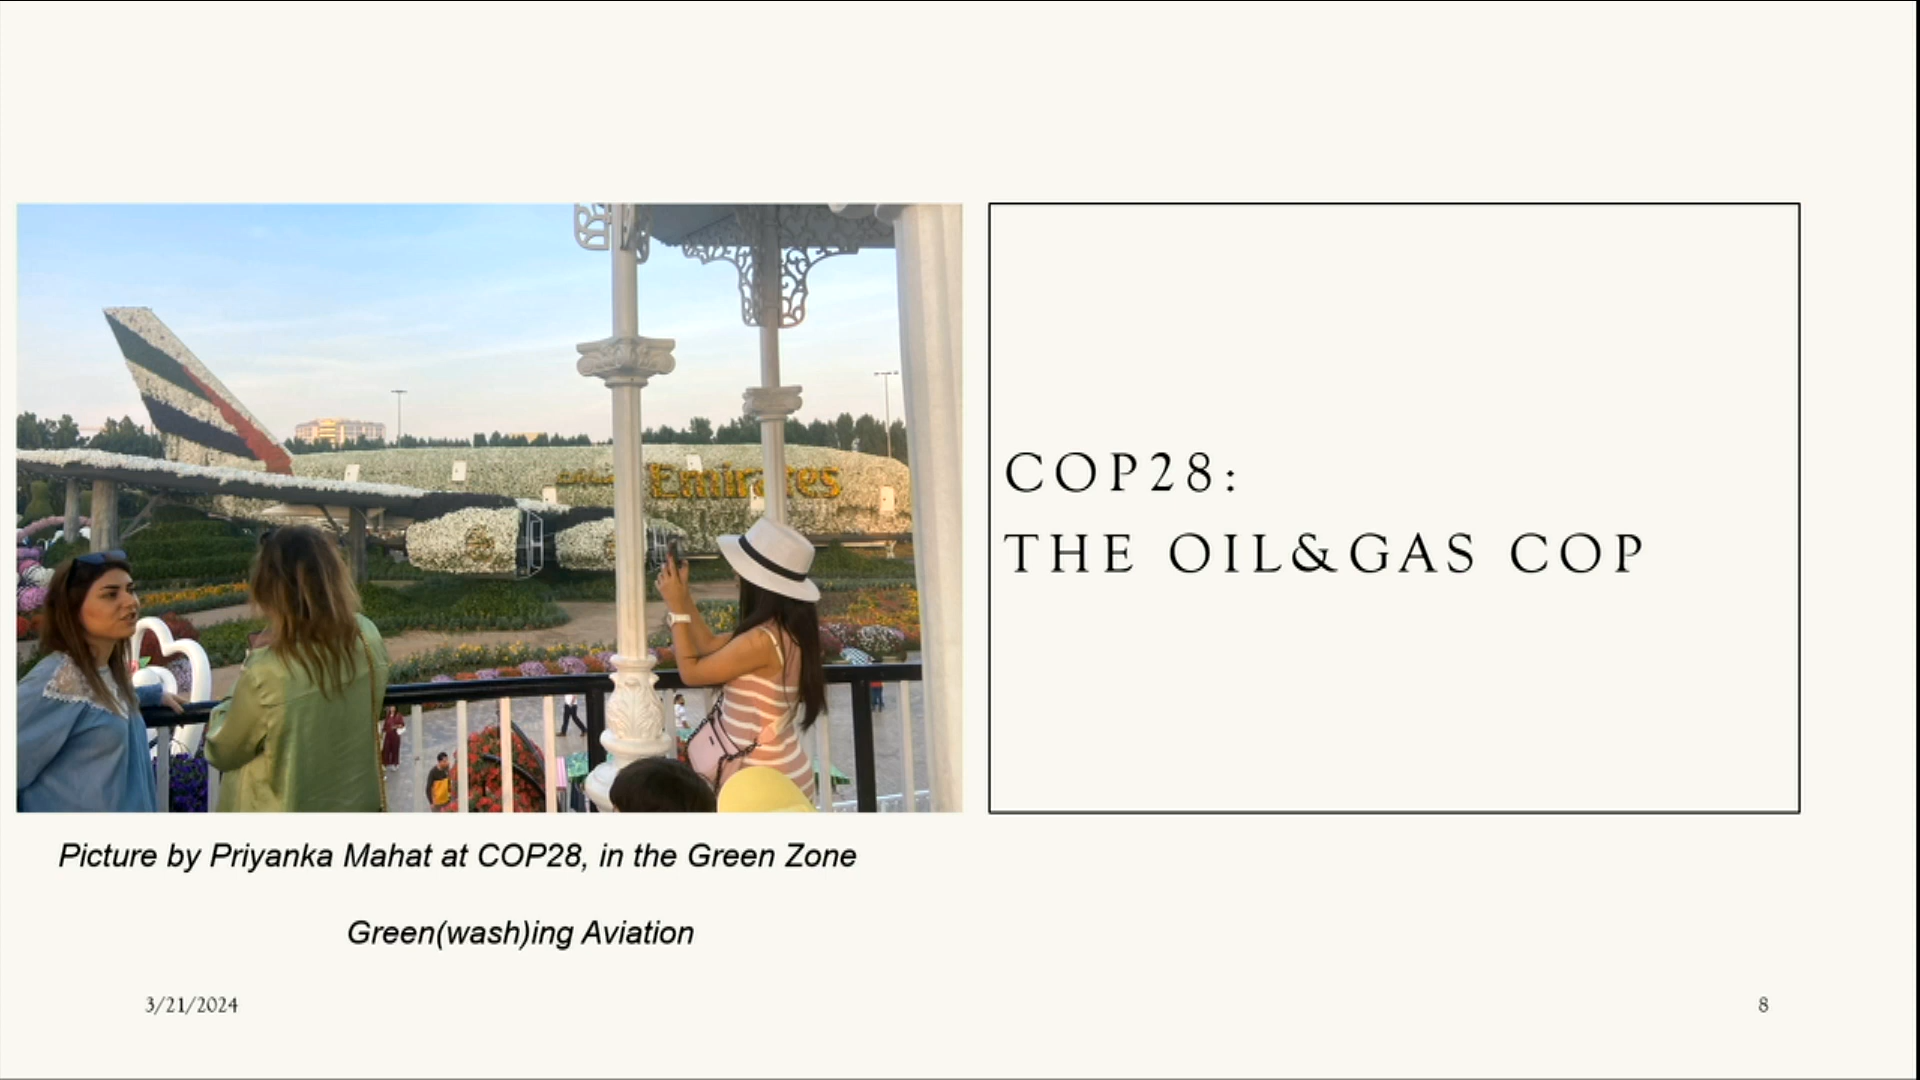 Emirates
COP28:
THE OIL&GAS COP
Picture by Priyanka Mahat at COP28, in the Green Zone
Green(wash)ing Aviation
3/21/2024
8